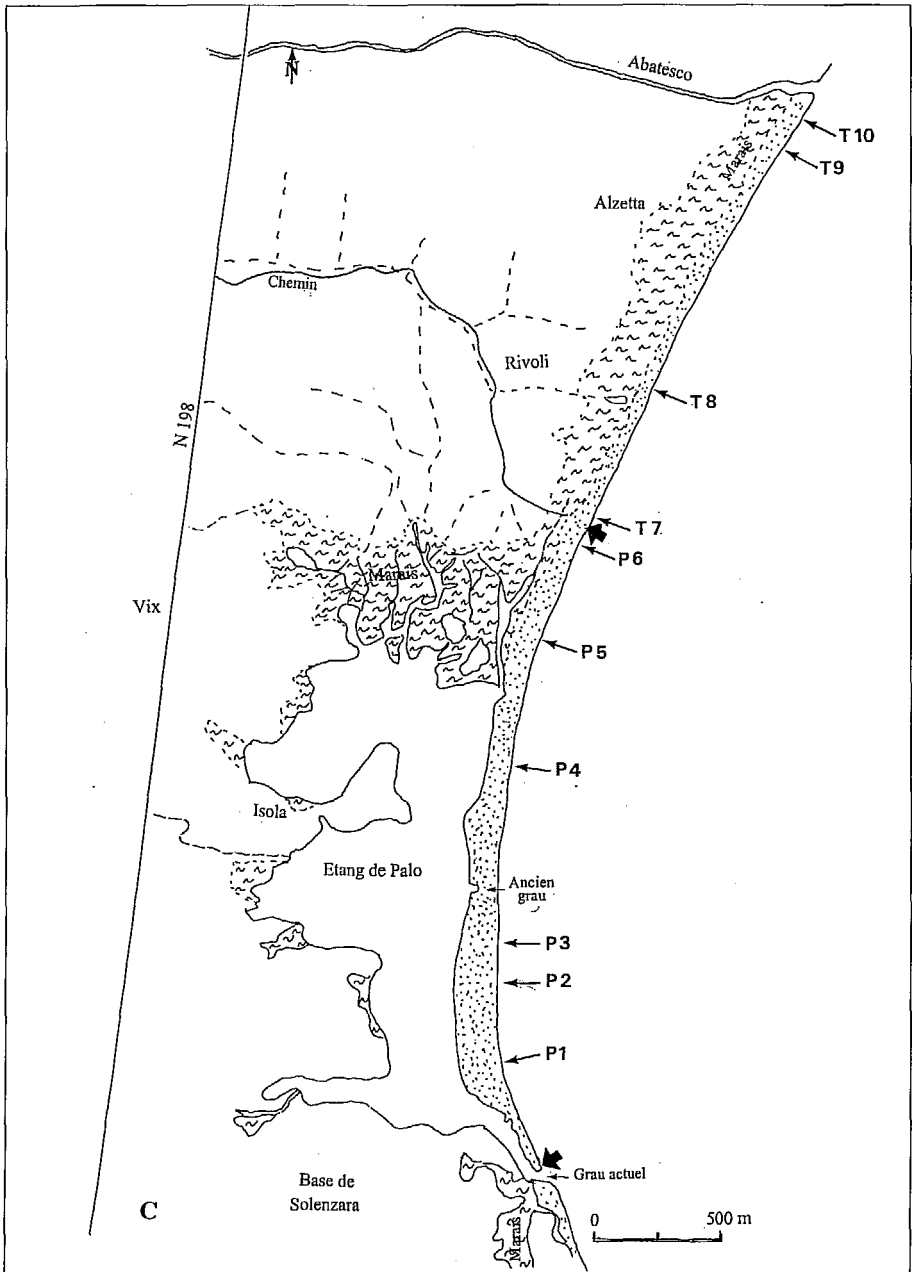 N
Abatesco
T10
T9
Marais
Alzetta
Chemin
Rivoli
N 198
T8
T7
P6
Marais
Vix
P5
P4
Isola
Etang de Palo
Ancien
grau
P3
P2
P1
Grau actuel
Base de
Solenzara
C
Marais
0 500 m